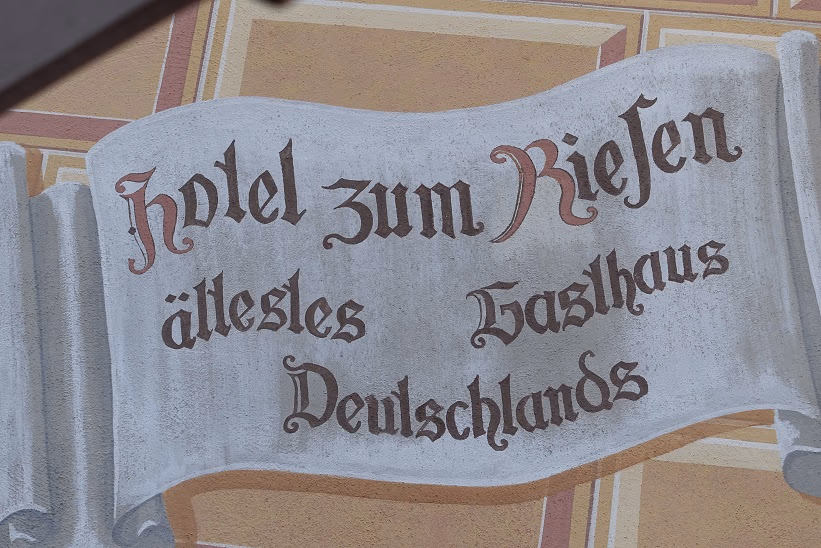 Hotel zum Rieſen
ältestes Gasthaus
Deutschlands